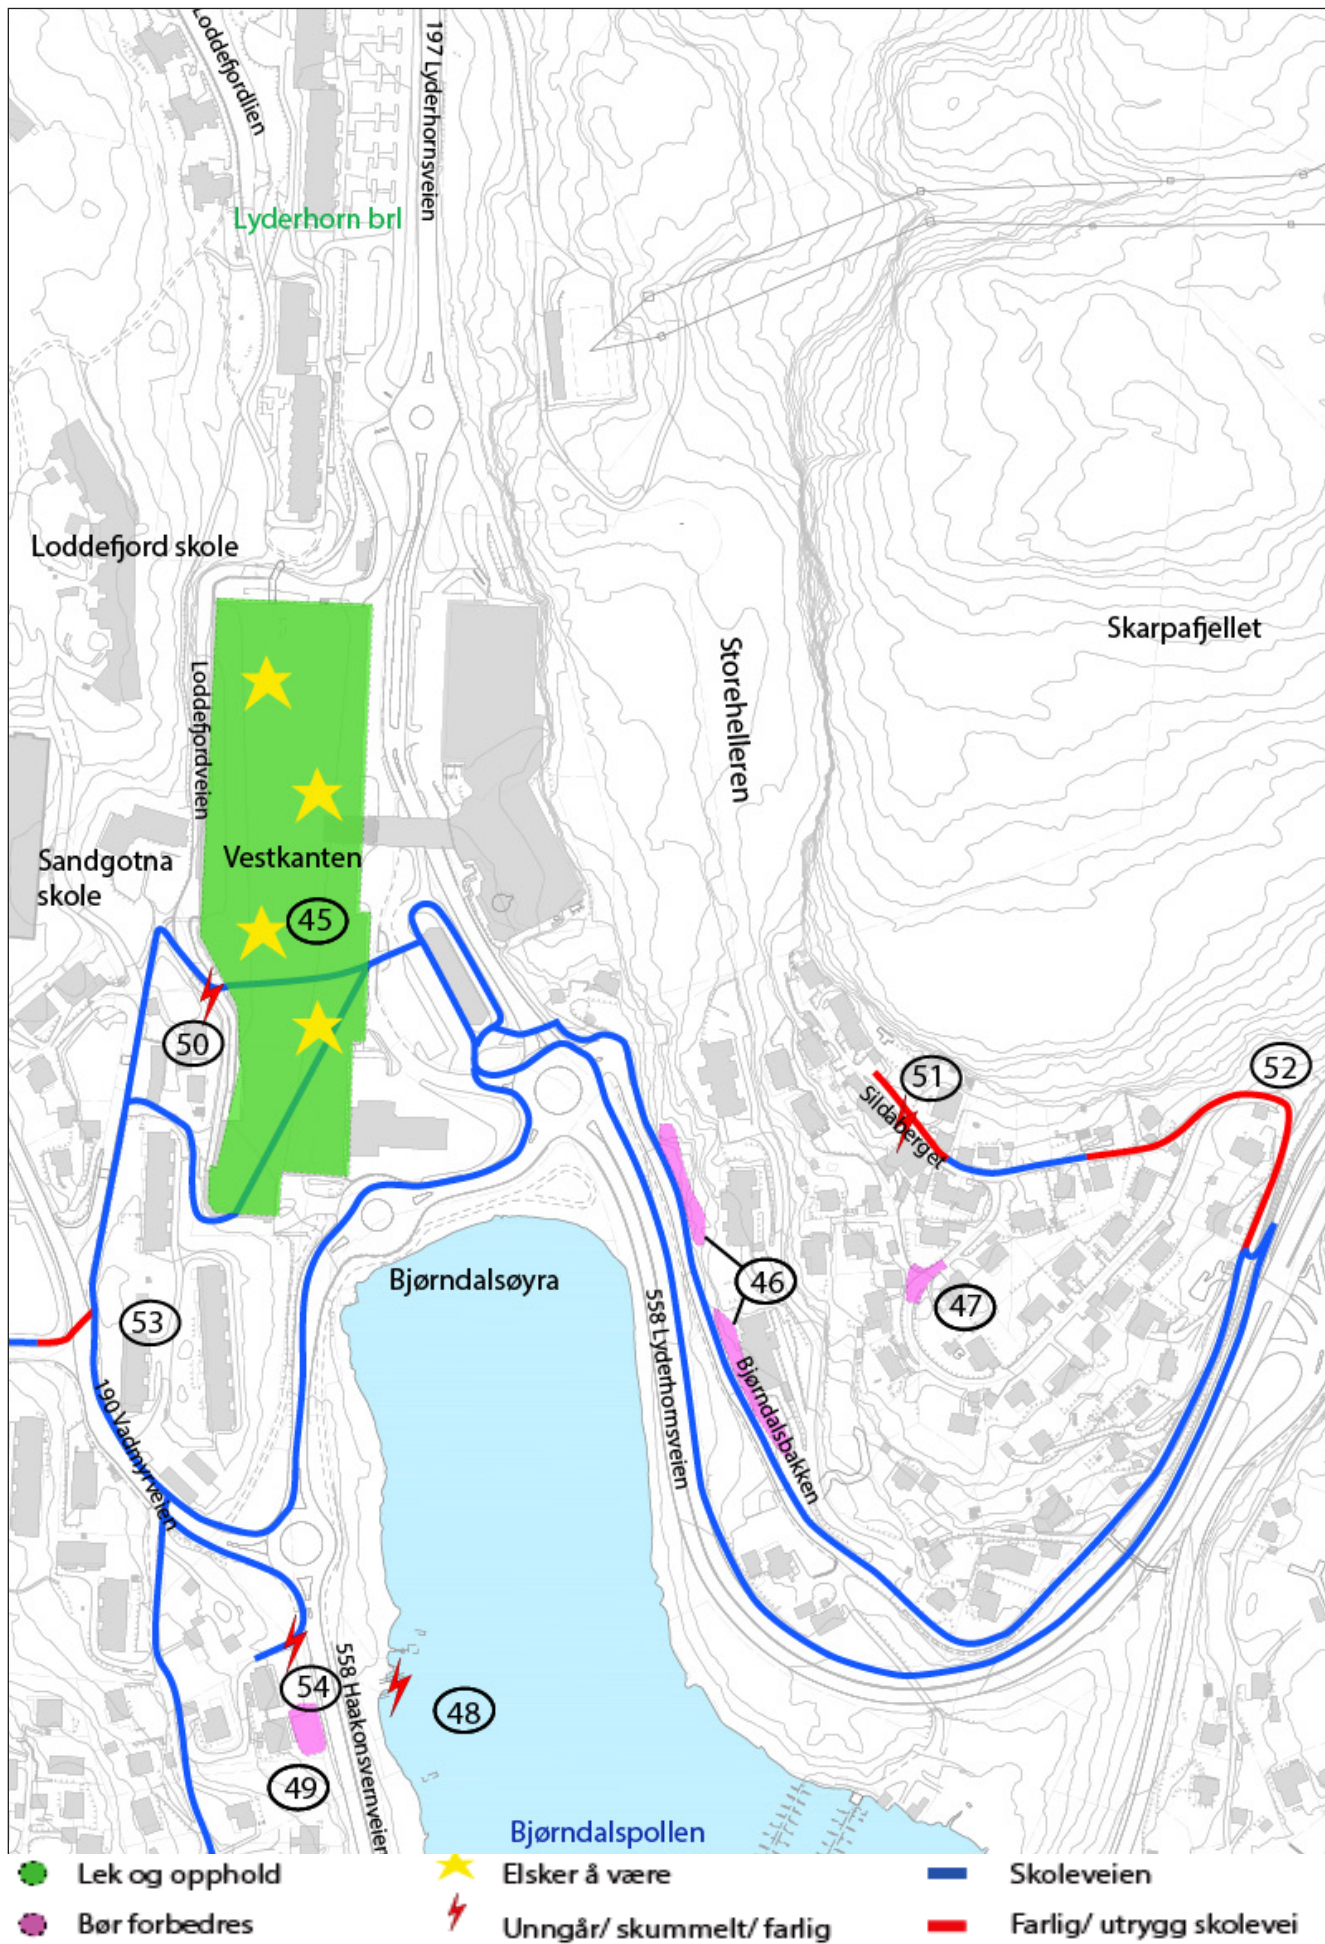 Loddefjordlien
197 Lyderhornsveien
Lyderhorn brl
Loddefjord skole
Skarpafjellet
Storehelleren
Loddefjordveien
Vestkanten
Sandgotna
skole
45
50
51
52
Sildaberget
46
47
Bjørndalsøyra
53
558 Lyderhornsveien
Bjørndalsbakken
190 Vadmyrveien
54
558 Haakonsvernveien
48
49
Bjørndalspollen
Lek og opphold
Elsker å være
Skoleveien
Bør forbedres
Unngår/ skummelt/ farlig
Farlig/ utrygg skolevei